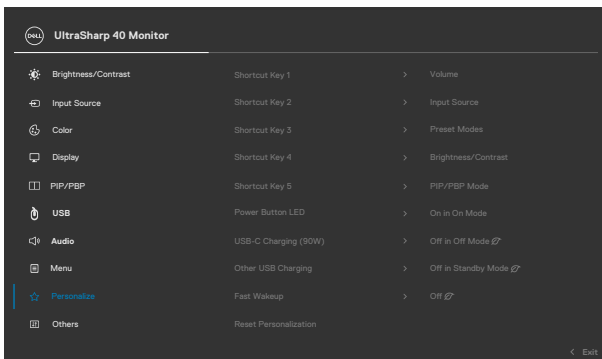 DELL UltraSharp 40 Monitor
Brightness/Contrast Shortcut Key 1 > Volume
Input Source Shortcut Key 2 > Input Source
Color Shortcut Key 3 > Preset Modes
Display Shortcut Key 4 > Brightness/Contrast
PIP/PBP Shortcut Key 5 > PIP/PBP Mode
USB Power Button LED > On in On Mode
Audio USB-C Charging (90W) > Off in Off Mode
Menu Other USB Charging > Off in Standby Mode
Personalize Fast Wakeup > Off
Others Reset Personalization
< Exit